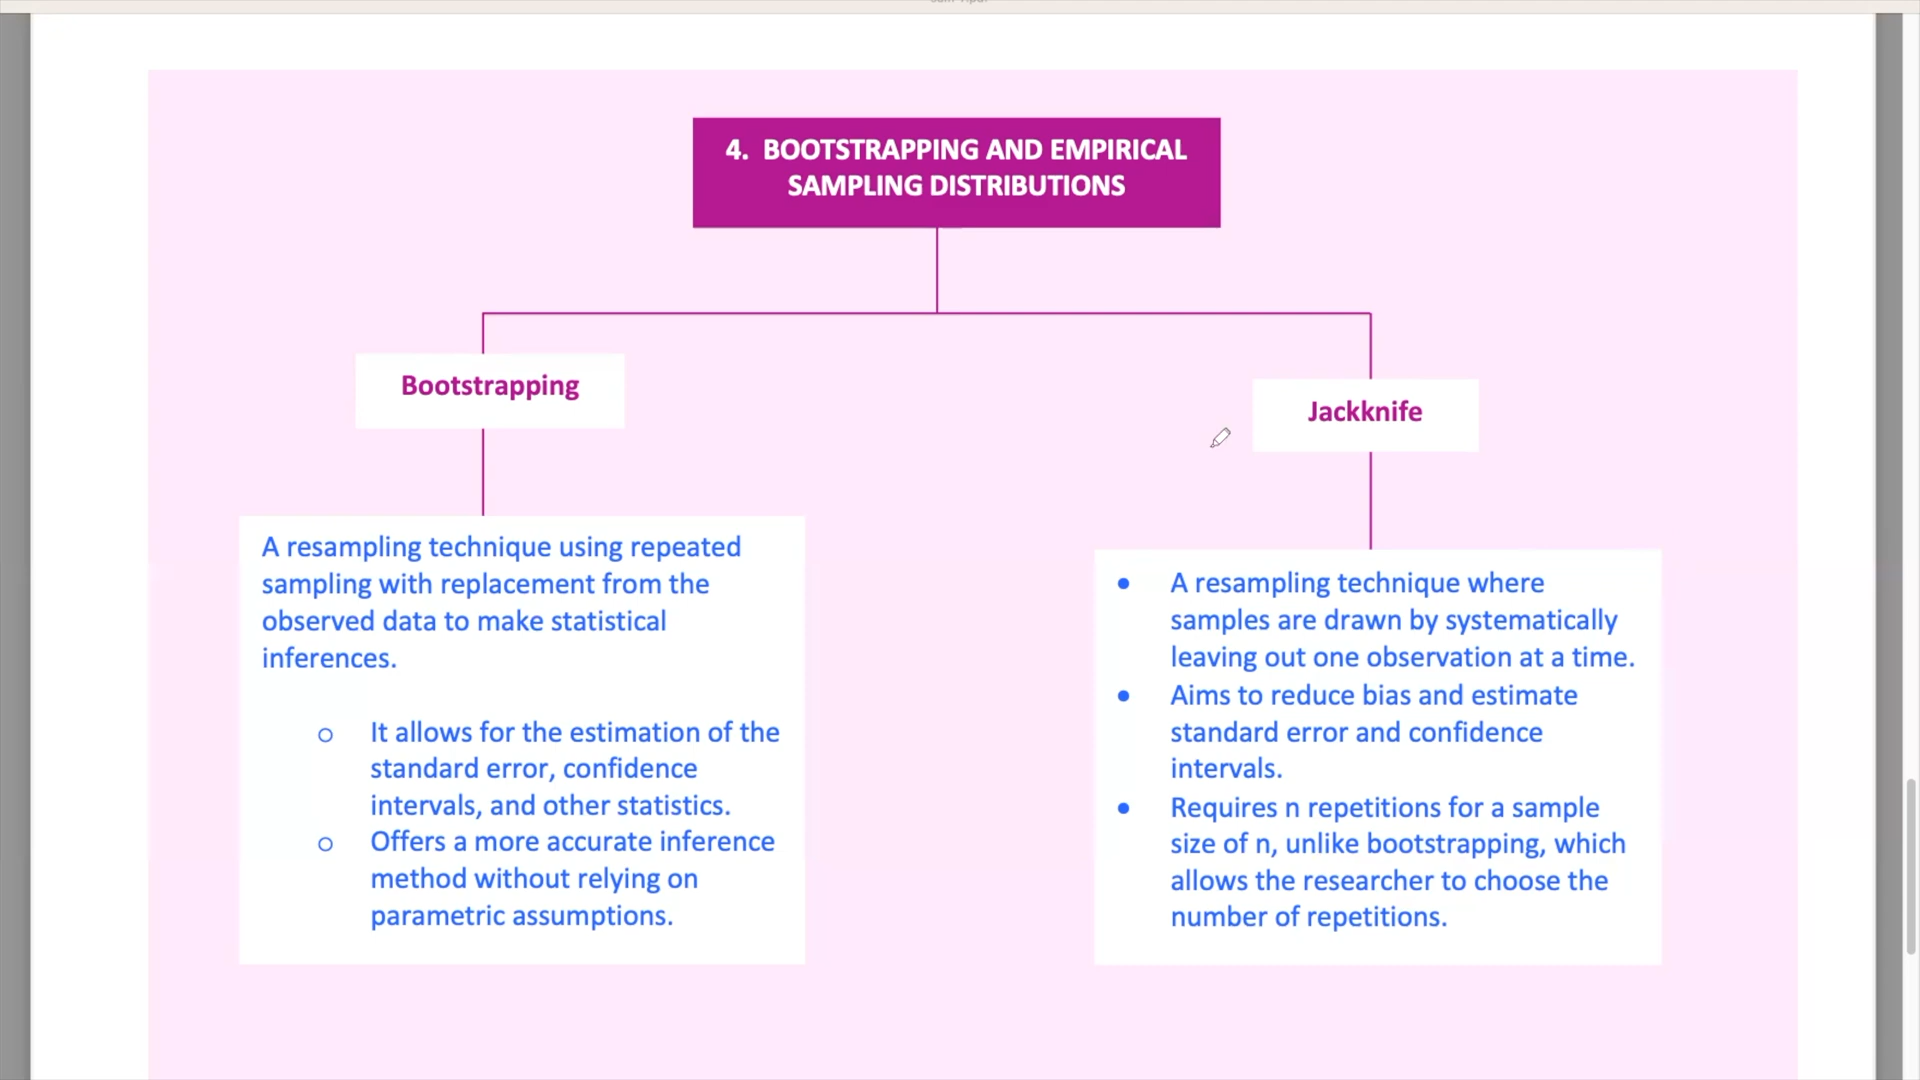 4. BOOTSTRAPPING AND EMPIRICAL
SAMPLING DISTRIBUTIONS
Bootstrapping
A resampling technique using repeated
sampling with replacement from the
observed data to make statistical
inferences.
o It allows for the estimation of the
standard error, confidence
intervals, and other statistics.
o Offers a more accurate inference
method without relying on
parametric assumptions.
Jackknife
• A resampling technique where
samples are drawn by systematically
leaving out one observation at a time.
• Aims to reduce bias and estimate
standard error and confidence
intervals.
• Requires n repetitions for a sample
size of n, unlike bootstrapping, which
allows the researcher to choose the
number of repetitions.